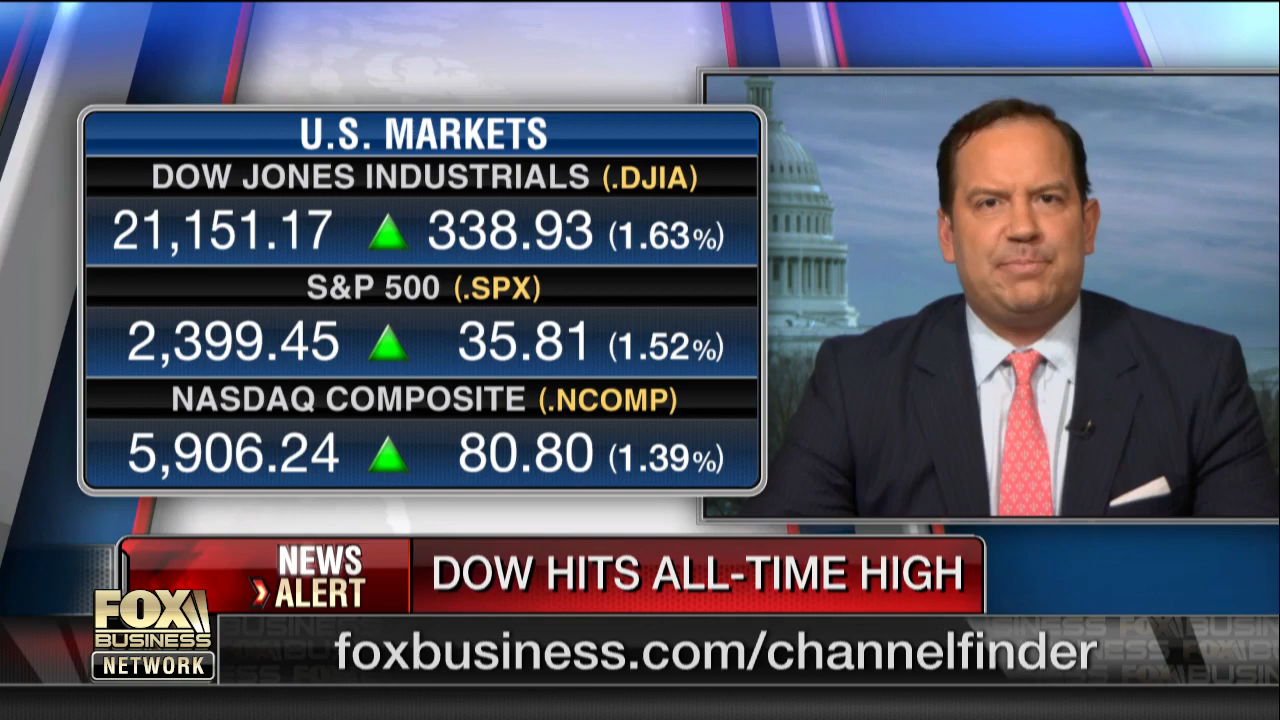 U.S. MARKETS
DOW JONES INDUSTRIALS (.DJIA)
21,151.17 ▲ 338.93 (1.63%)
S&P 500 (.SPX)
2,399.45 ▲ 35.81 (1.52%)
NASDAQ COMPOSITE (.NCOMP)
5,906.24 ▲ 80.80 (1.39%)
NEWS
ALERT
DOW HITS ALL-TIME HIGH
FOX
BUSINESS
NETWORK
foxbusiness.com/channelfinder